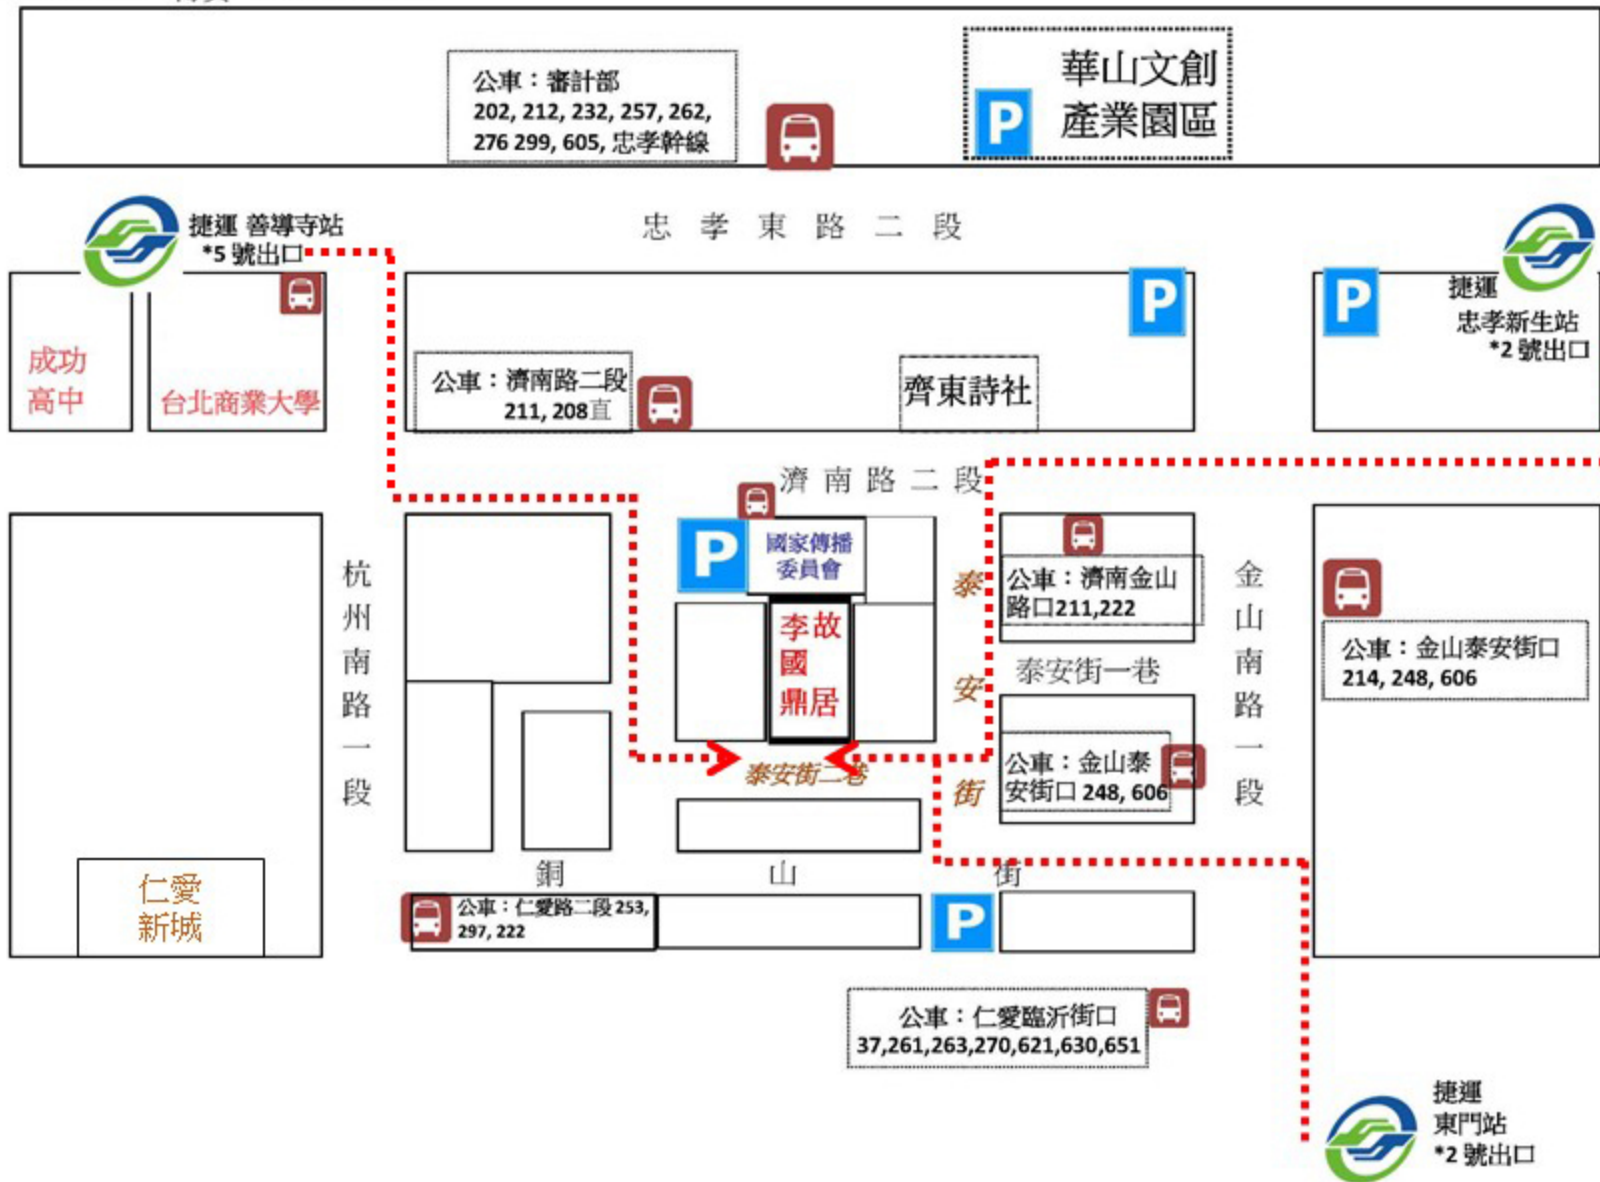 公車：審計部
202, 212, 232, 257, 262,
276 299, 605, 忠孝幹線
P
華山文創
產業園區
捷運 善導寺站
*5 號出口
忠孝東路二段
成功
高中
台北商業大學
公車：濟南路二段
211, 208直
齊東詩社
P
P
捷運
忠孝新生站
*2 號出口
濟南路二段
杭州南路一段
P
國家傳播
委員會
李國鼎
故居
泰安街
公車：濟南金山
路口211,222
泰安街一巷
金山南路一段
公車：金山泰安街口
214, 248, 606
公車：金山泰
安街口 248, 606
泰安街二巷
仁愛
新城
銅山街
公車：仁愛路二段 253,
297, 222
P
公車：仁愛臨沂街口
37,261,263,270,621,630,651
捷運
東門站
*2 號出口